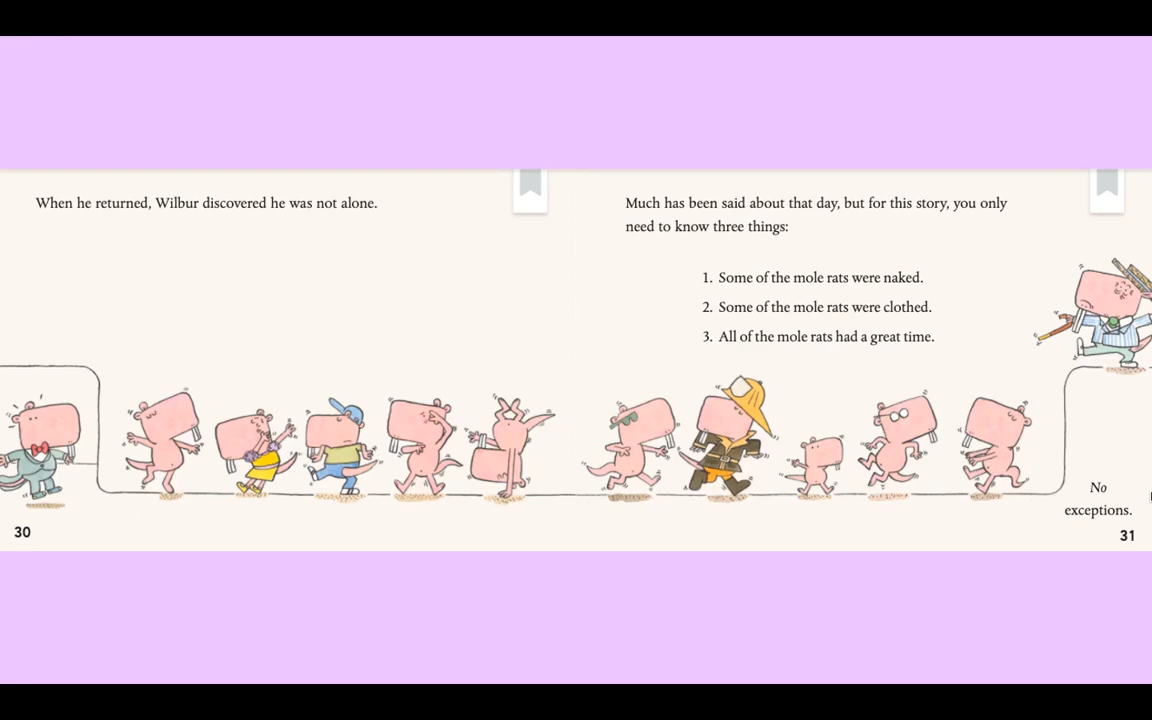 When he returned, Wilbur discovered he was not alone.
30
Much has been said about that day, but for this story, you only
need to know three things:
1. Some of the mole rats were naked.
2. Some of the mole rats were clothed.
3. All of the mole rats had a great time.
No
exceptions.
31